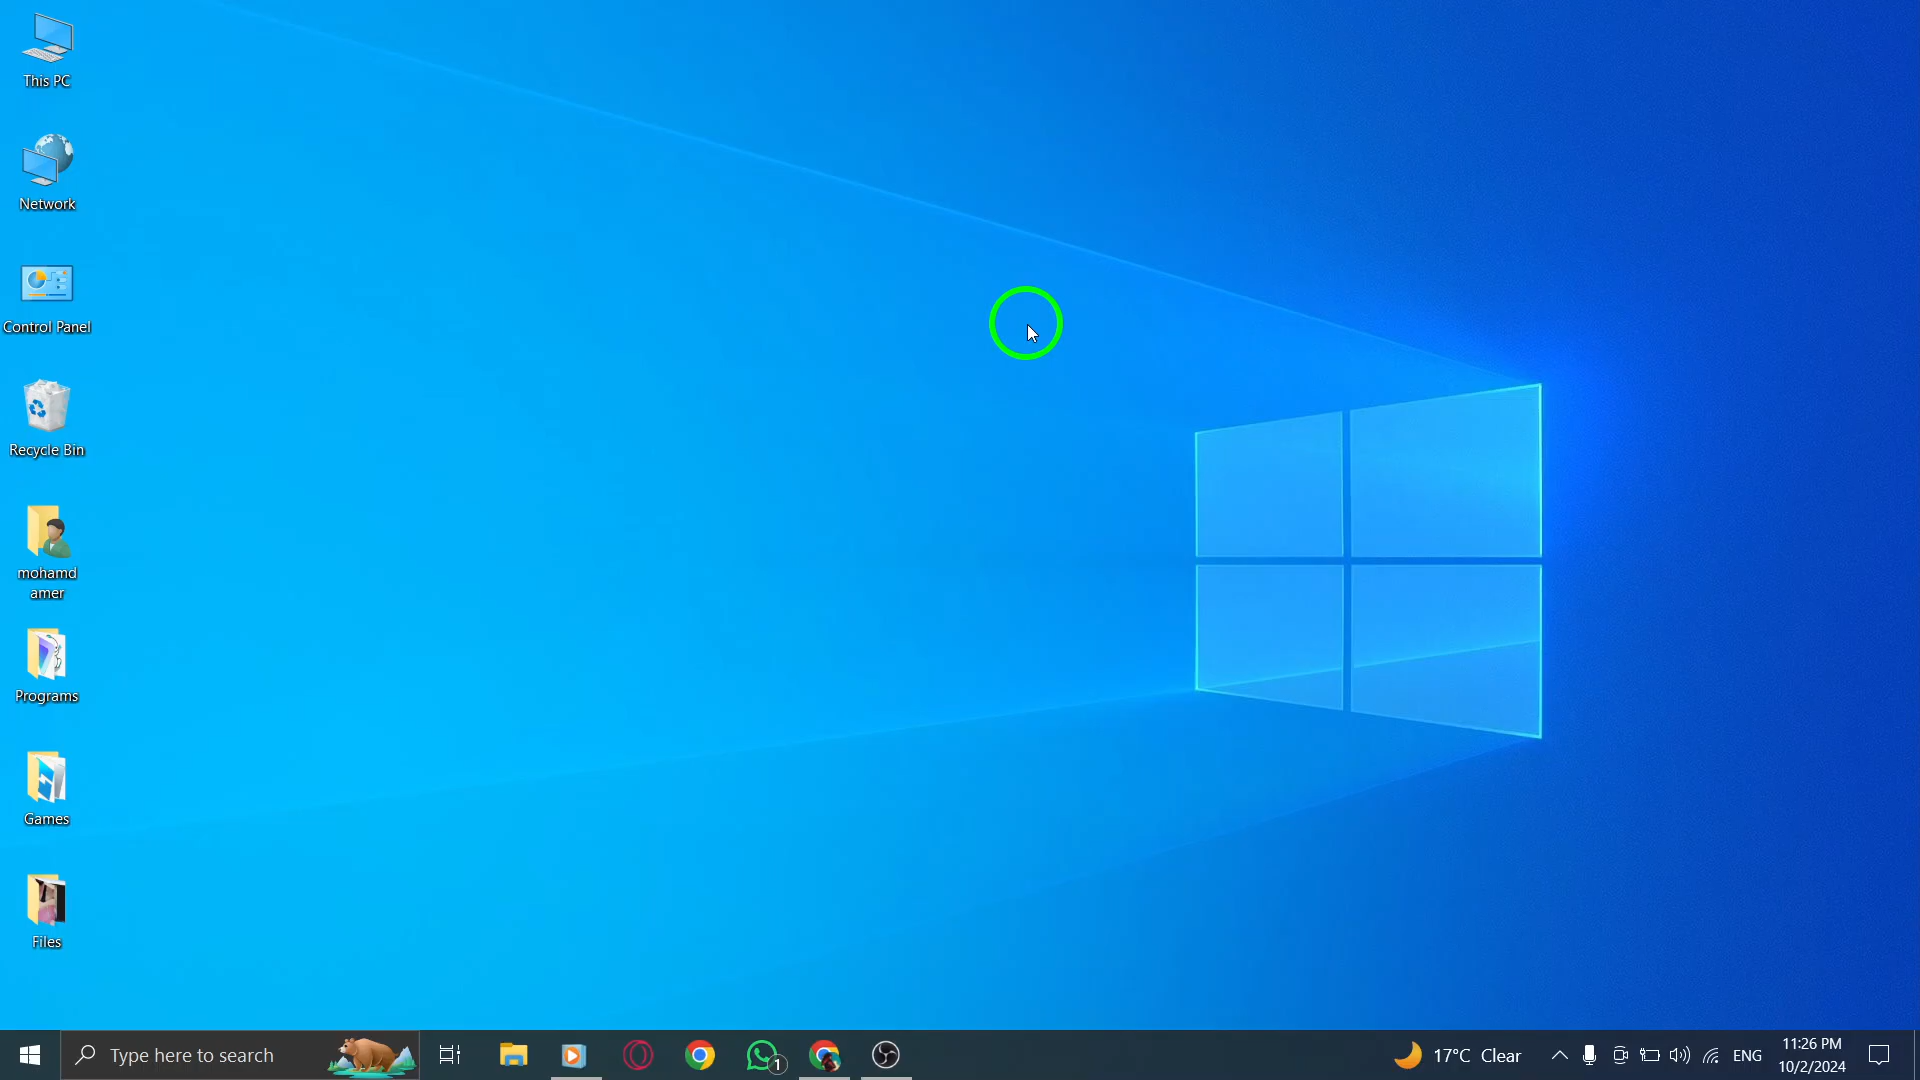 This PC
Network
Control Panel
Recycle Bin
mohamd
amer
Programs
Games
Files
Type here to search
1
17°C Clear
ENG
11:26 PM
10/2/2024